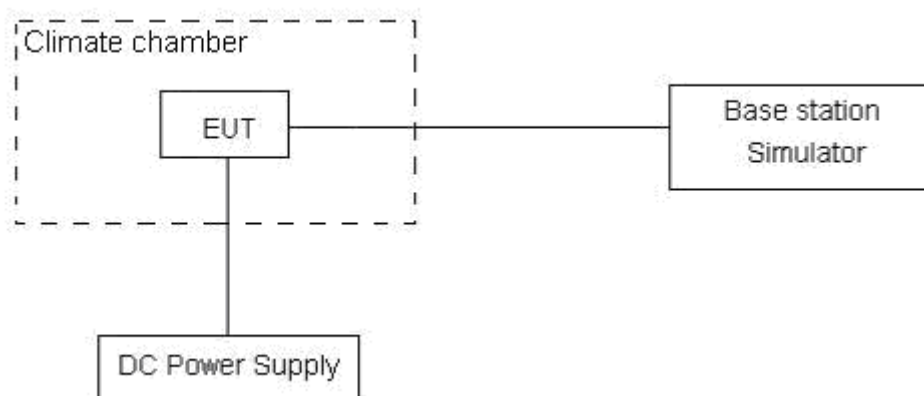 Climate chamber
EUT
Base station
Simulator
DC Power Supply